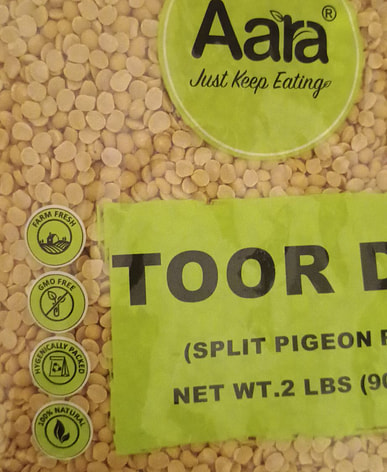 Aara®
Just Keep Eating
FARM FRESH
GMO FREE
HYGENICALLY PACKED
100% NATURAL
TOOR D
(SPLIT PIGEON P
NET WT.2 LBS (90